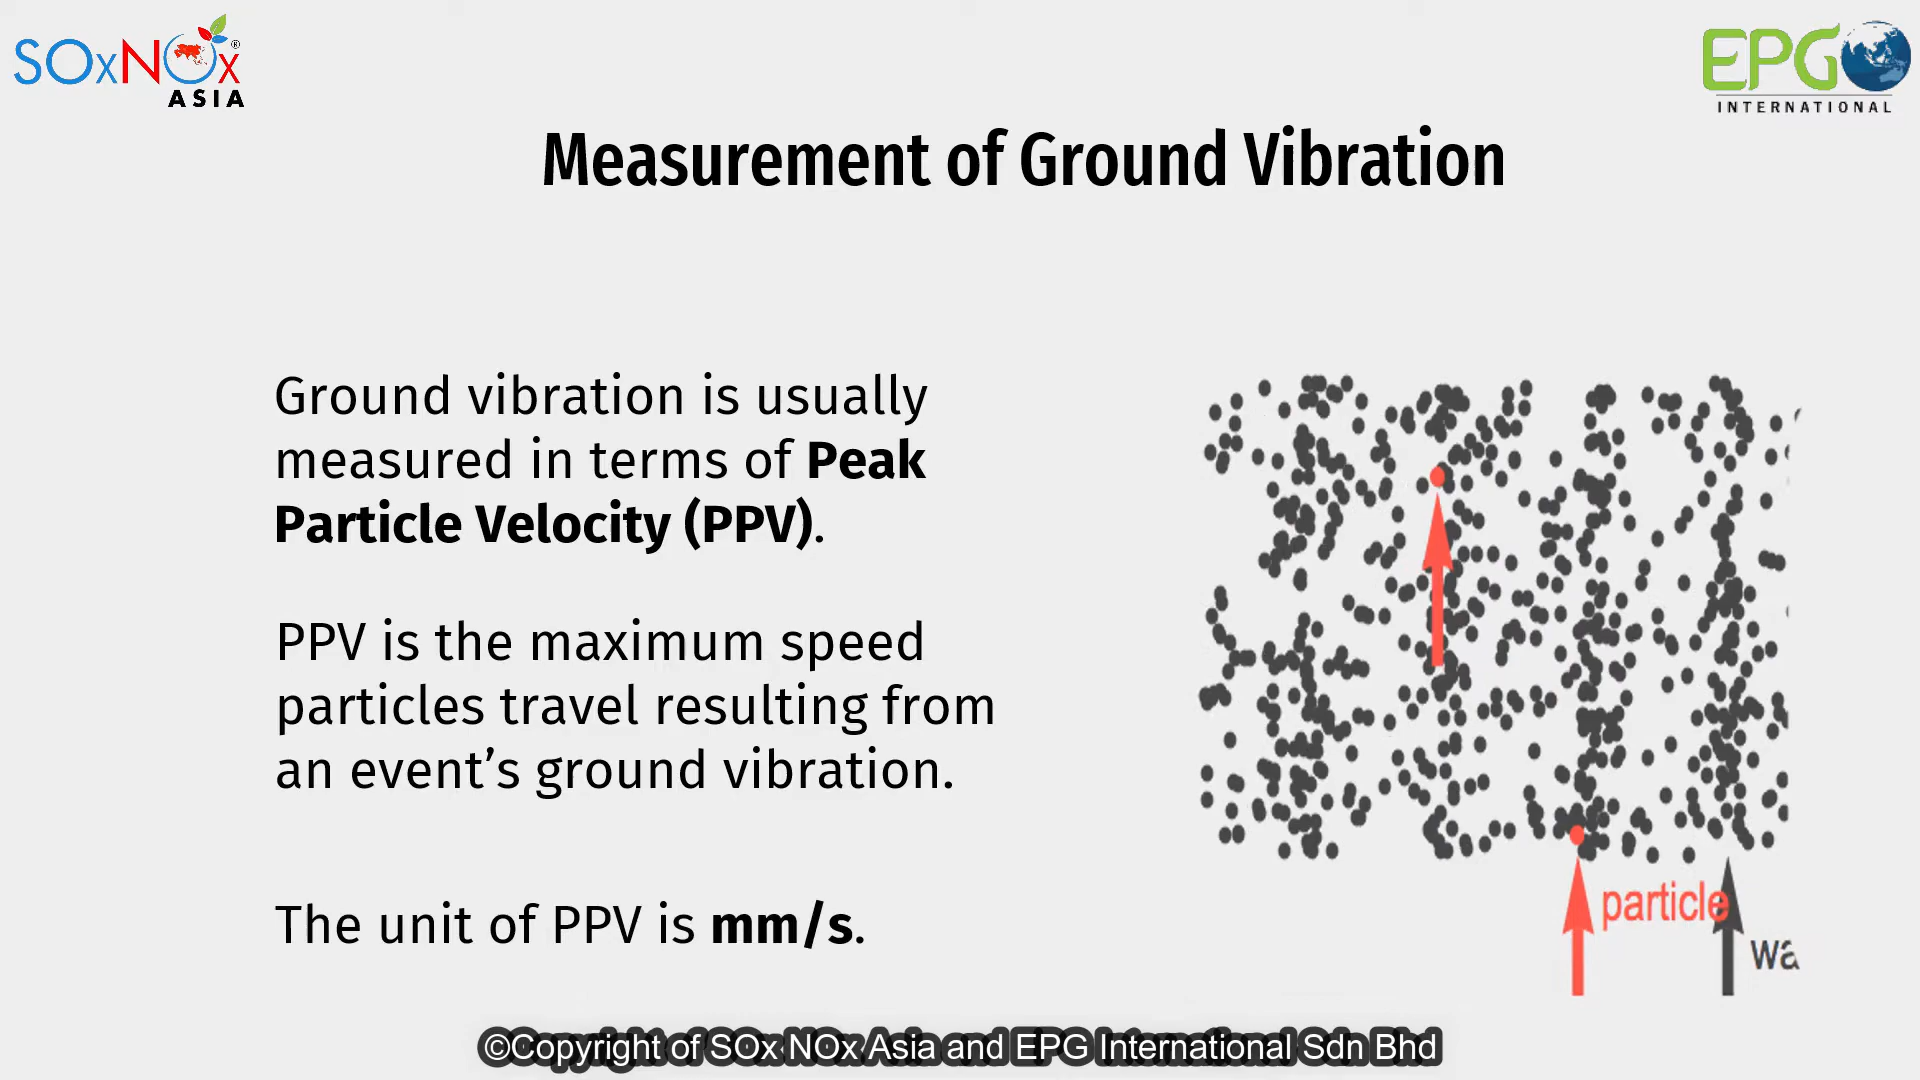 SOxNOx®
ASIA
EPG
INTERNATIONAL
Measurement of Ground Vibration
Ground vibration is usually
measured in terms of Peak
Particle Velocity (PPV).
PPV is the maximum speed
particles travel resulting from
an event’s ground vibration.
The unit of PPV is mm/s.
particle
wa
©Copyright of SOx NOx Asia and EPG International Sdn Bhd